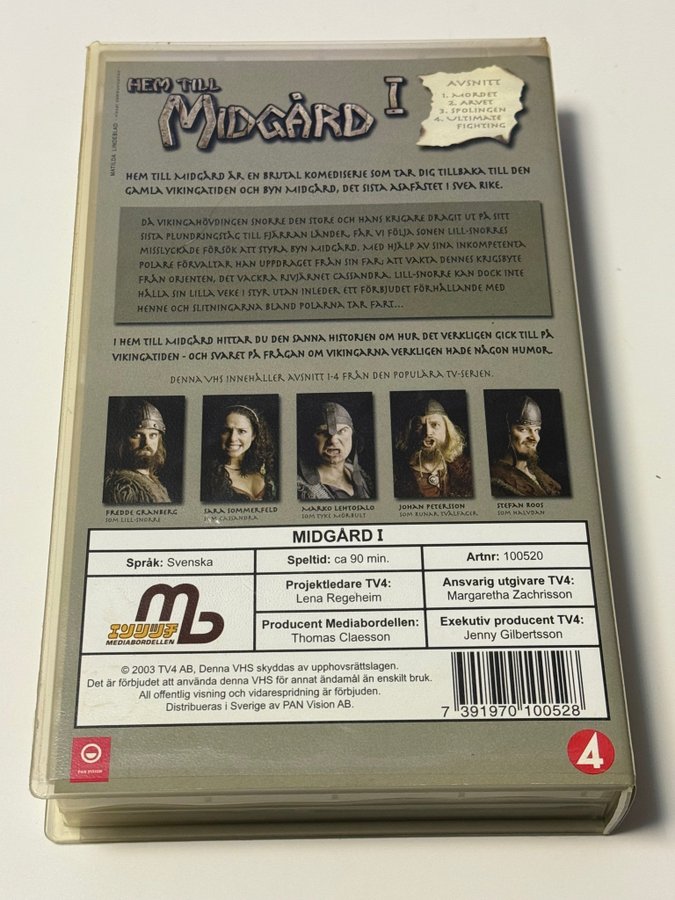 HEM TILL
MIDGÅRD I
AVSNITT
1. MORDET
2. ARVET
3. SPOLINGEN
4. ULTIMATE
FIGHTING
MATILDA LINDEBLAD
HEM TILL MIDGÅRD ÄR EN BRUTAL KOMEDISERIE SOM TAR DIG TILLBAKA TILL DEN
GAMLA VIKINGATIDEN OCH BYN MIDGÅRD, DET SISTA ASAFÄSTET I SVEA RIKE.
DÅ VIKINGAHÖVDINGEN SNORRE DEN STORE OCH HANS KRIGARE DRAGIT UT PÅ SITT
SISTA PLUNDRINGSTÅG TILL FJÄRRAN LÄNDER, FÅR VI FÖLJA SONEN LILL-SNORRES
MISSLYCKADE FÖRSÖK ATT STYRA BYN MIDGÅRD. MED HJÄLP AV SINA INKOMPETENTA
POLARE FÖRVALTAR HAN UPPDRAGET FRÅN SIN FAR; ATT VAKTA DENNES KRIGSBYTE
FRÅN ORIENTEN, DET VACKRA RIVJÄRNET CASSANDRA. LILL-SNORRE KAN DOCK INTE
HÅLLA SIN LILLA VEKE I STYR UTAN INLEDER ETT FÖRBJUDET FÖRHÅLLANDE MED
HENNE OCH SLITNINGARNA BLAND POLARNA TAR FART...
I HEM TILL MIDGÅRD HITTAR DU DEN SANNA HISTORIEN OM HUR DET VERKLIGEN GICK TILL PÅ
VIKINGATIDEN - OCH SVARET PÅ FRÅGAN OM VIKINGARNA VERKLIGEN HADE NÅGON HUMOR.
DENNA VHS INNEHÅLLER AVSNITT 1-4 FRÅN DEN POPULÄRA TV-SERIEN.
FREDDE GRANBERG
SOM LILL-SNORRE
SARA SOMMERFELD
SOM CASSANDRA
MARKO LEHTOSALO
SOM TYKE MÖRBULT
JOHAN PETERSSON
SOM RUNAR TVÅLFAGER
STEFAN ROOS
SOM HALVDAN
MIDGÅRD I
Språk: Svenska
Speltid: ca 90 min.
Artnr: 100520
mb
MEDIABORDELLEN
Projektledare TV4:
Lena Regeheim
Ansvarig utgivare TV4:
Margaretha Zachrisson
Producent Mediabordellen:
Thomas Claesson
Exekutiv producent TV4:
Jenny Gilbertsson
© 2003 TV4 AB, Denna VHS skyddas av upphovsrättslagen.
Det är förbjudet att använda denna VHS för annat ändamål än enskilt bruk.
All offentlig visning och vidarespridning är förbjuden.
Distribueras i Sverige av PAN Vision AB.
7 391970 100528
PAN VISION
4